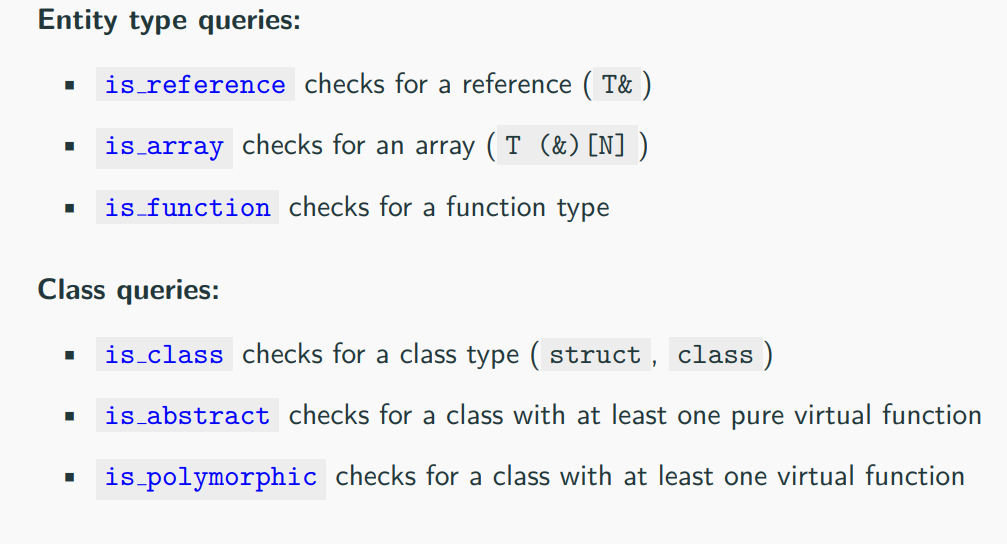 Entity type queries:
▪ is_reference checks for a reference ( T& )
▪ is_array checks for an array ( T (&)[N] )
▪ is_function checks for a function type
Class queries:
▪ is_class checks for a class type ( struct , class )
▪ is_abstract checks for a class with at least one pure virtual function
▪ is_polymorphic checks for a class with at least one virtual function